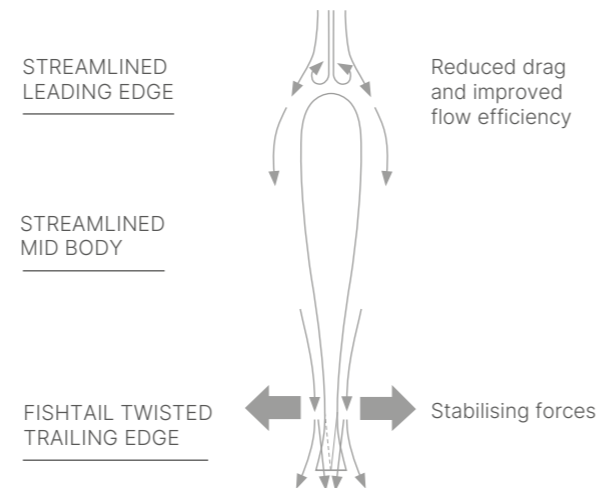 STREAMLINED
LEADING EDGE
Reduced drag
and improved
flow efficiency
STREAMLINED
MID BODY
FISHTAIL TWISTED
TRAILING EDGE
Stabilising forces